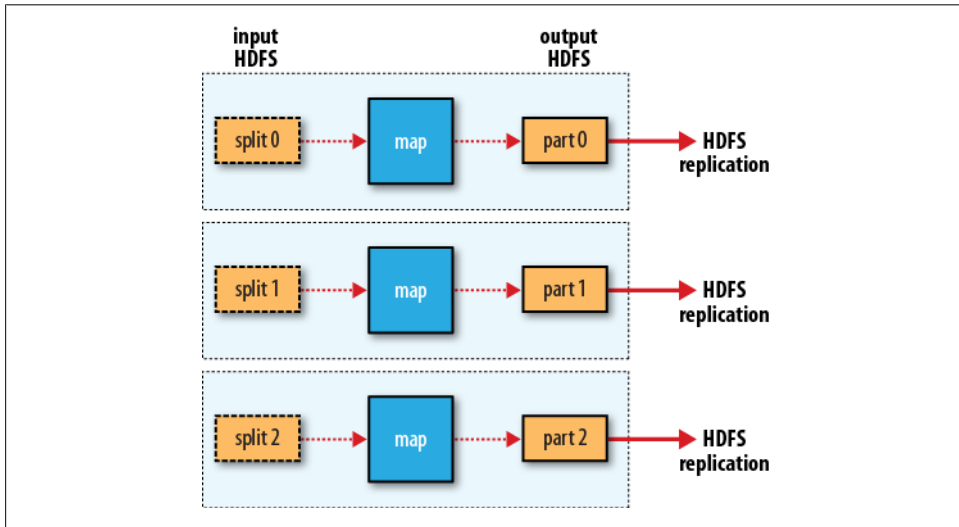 input
HDFS
output
HDFS
split 0
map
part 0
HDFS
replication
split 1
map
part 1
HDFS
replication
split 2
map
part 2
HDFS
replication